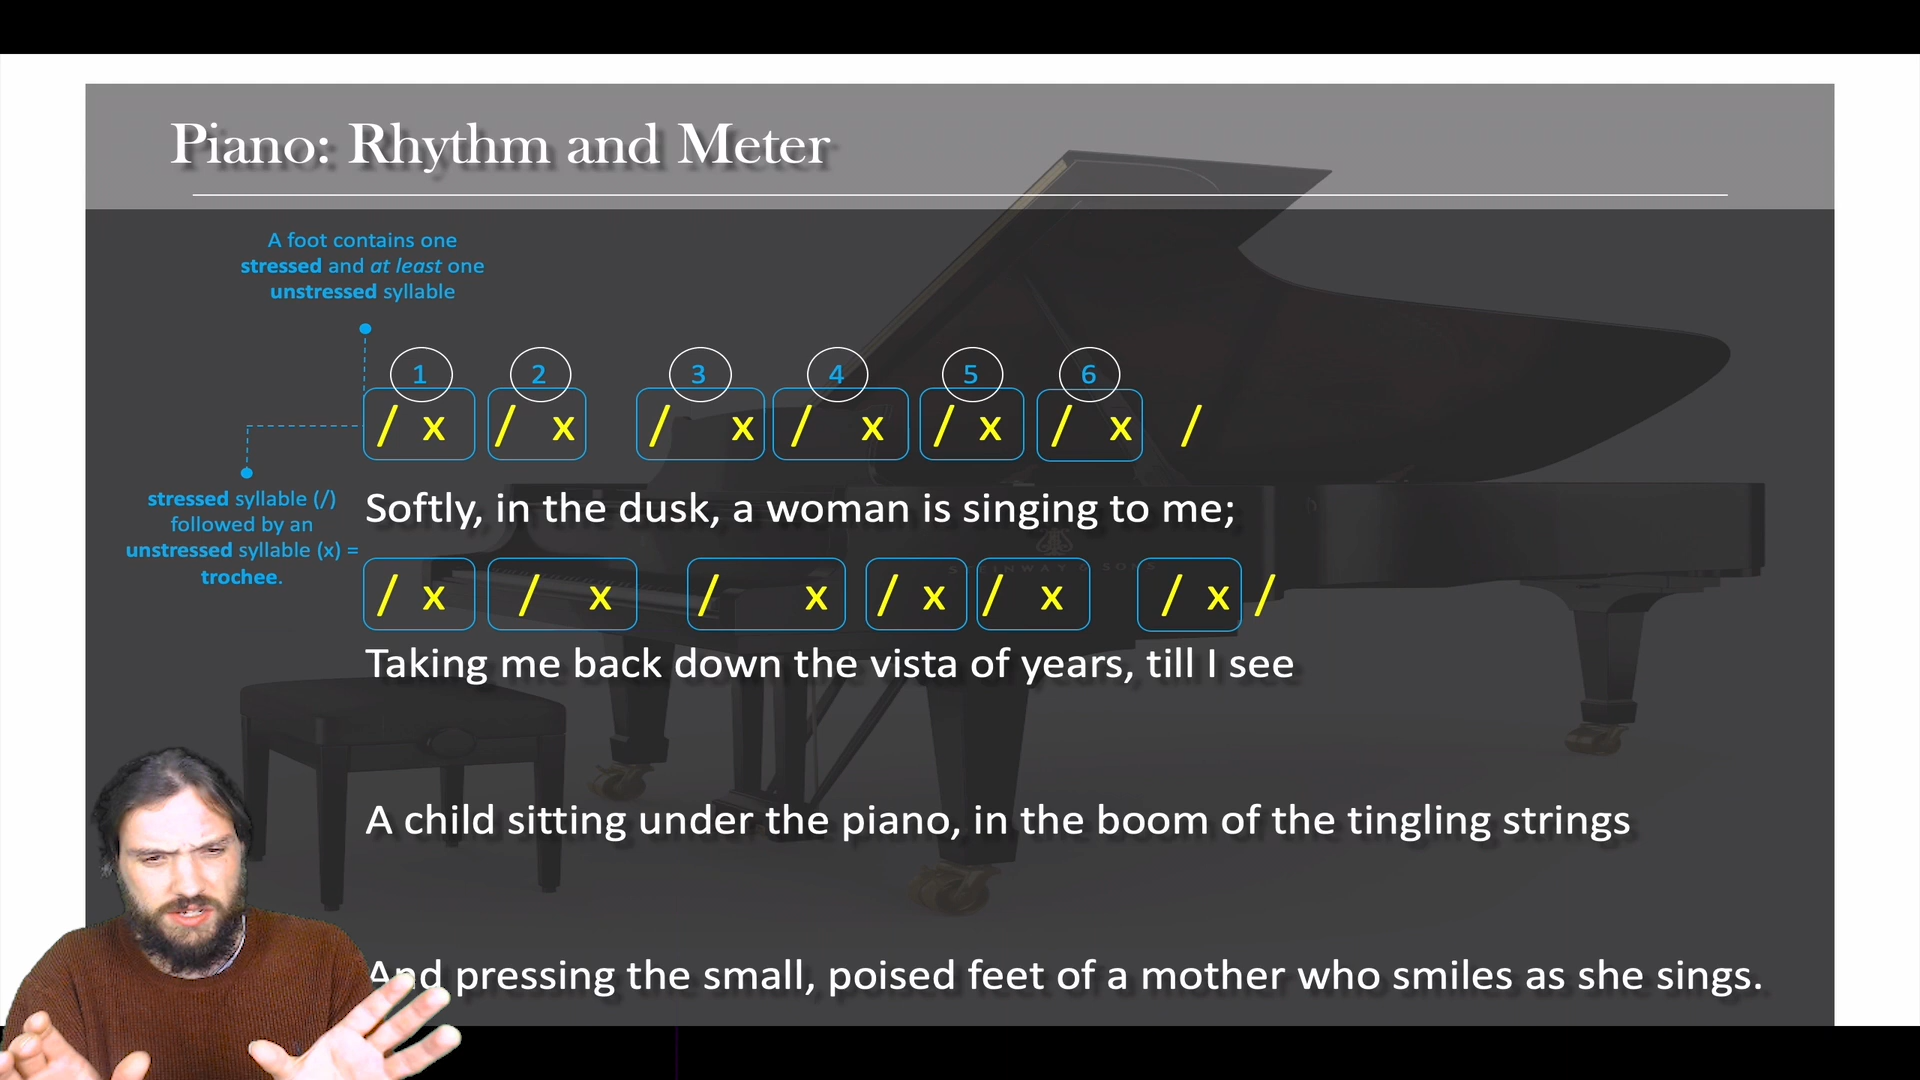 Piano: Rhythm and Meter
A foot contains one
stressed and at least one
unstressed syllable
1 2 3 4 5 6
/ x / x / x / x / x / x /
stressed syllable (/)
followed by an
unstressed syllable (x) =
trochee.
Softly, in the dusk, a woman is singing to me;
/ x / x / x / x / x / x /
Taking me back down the vista of years, till I see
STEINWAY & SONS
A child sitting under the piano, in the boom of the tingling strings
And pressing the small, poised feet of a mother who smiles as she sings.